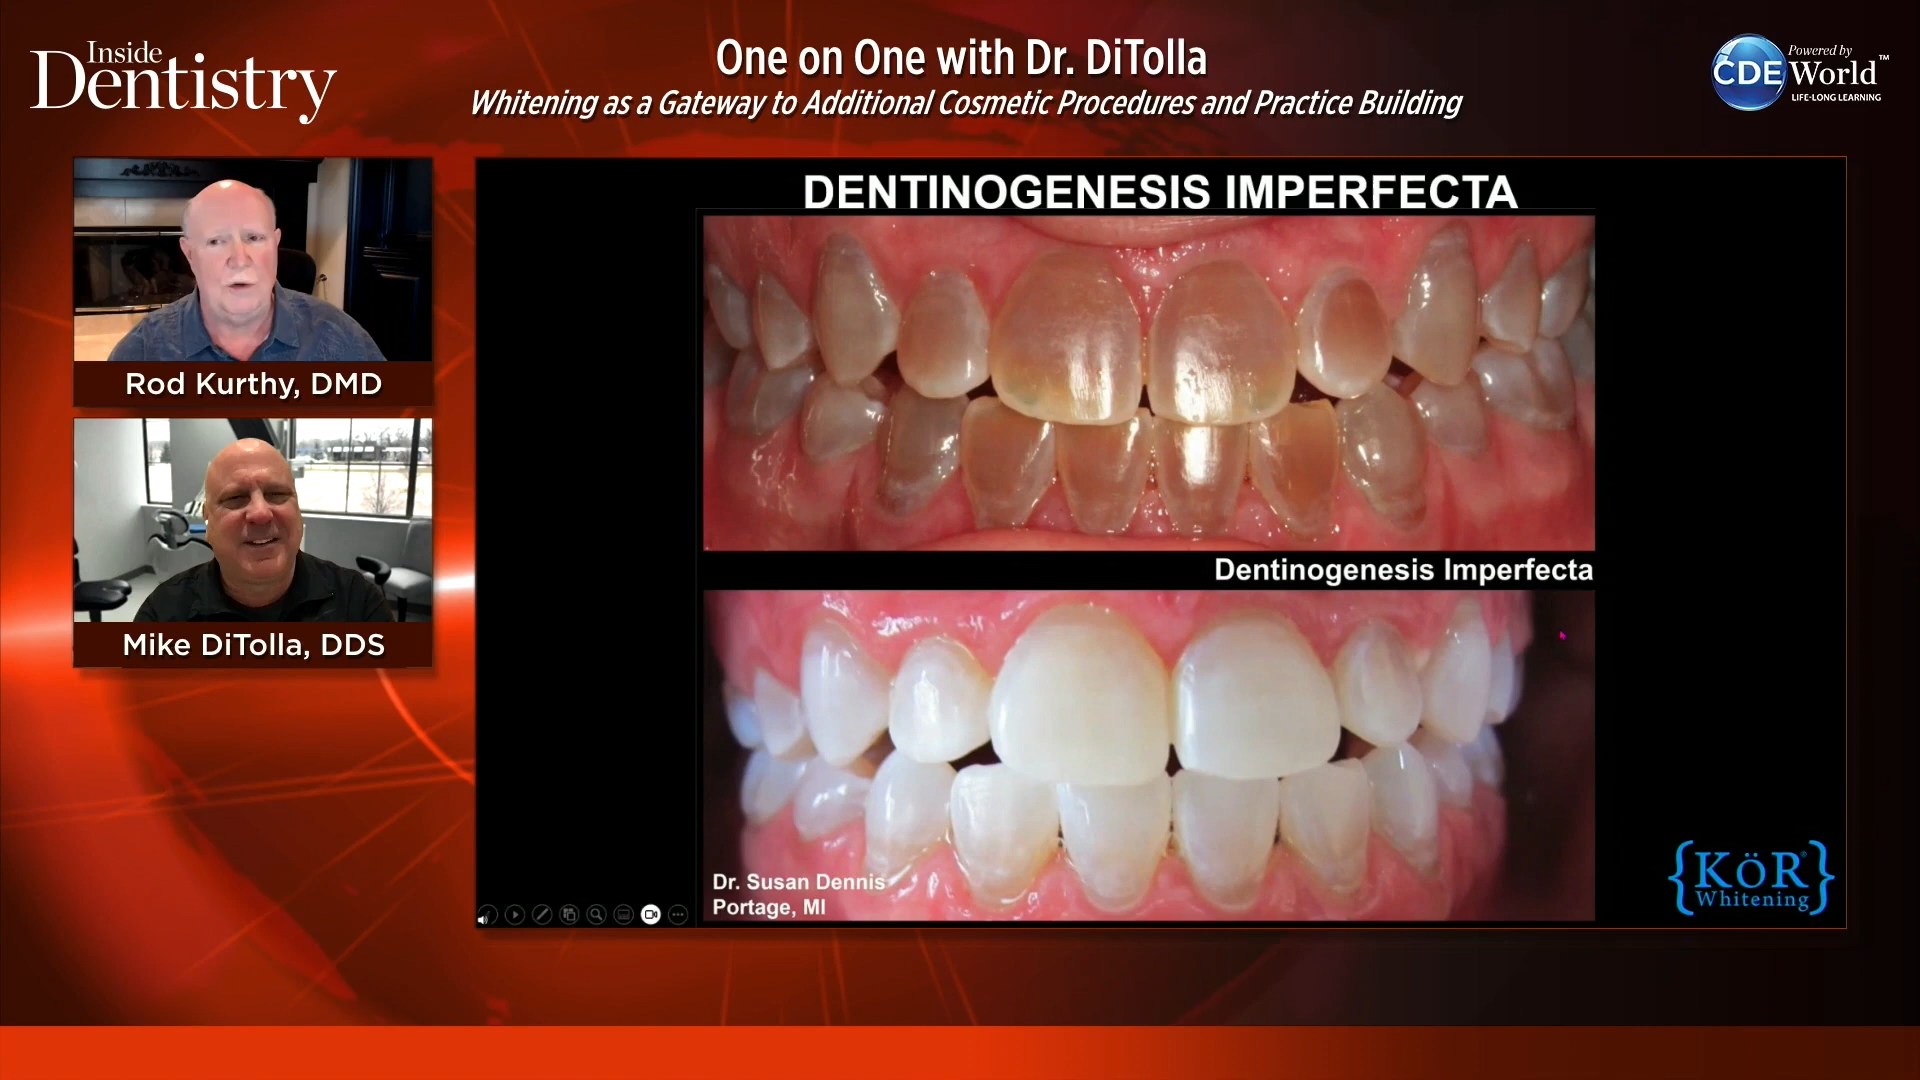 Inside
Dentistry
One on One with Dr. DiTolla
Whitening as a Gateway to Additional Cosmetic Procedures and Practice Building
Powered by
CDEWorld™
LIFE-LONG LEARNING
Rod Kurthy, DMD
Mike DiTolla, DDS
DENTINOGENESIS IMPERFECTA
Dentinogenesis Imperfecta
Dr. Susan Dennis
Portage, MI
{KöR®
Whitening}